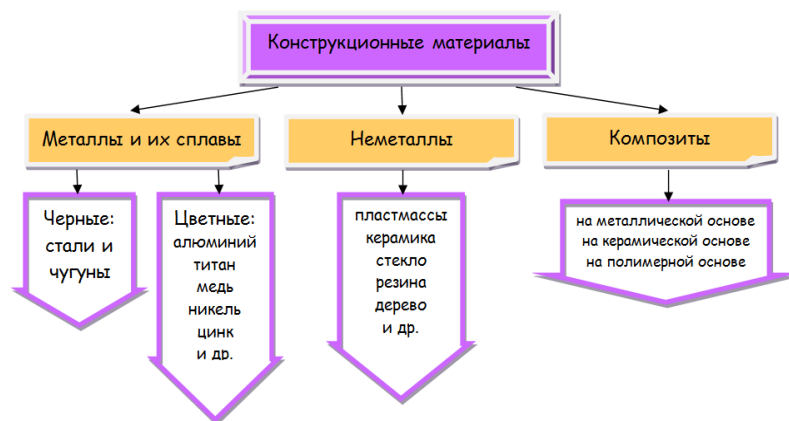 Конструкционные материалы
Металлы и их сплавы
Неметаллы
Композиты
Черные:
стали и
чугуны
Цветные:
алюминий
титан
медь
никель
цинк
и др.
пластмассы
керамика
стекло
резина
дерево
и др.
на металлической основе
на керамической основе
на полимерной основе